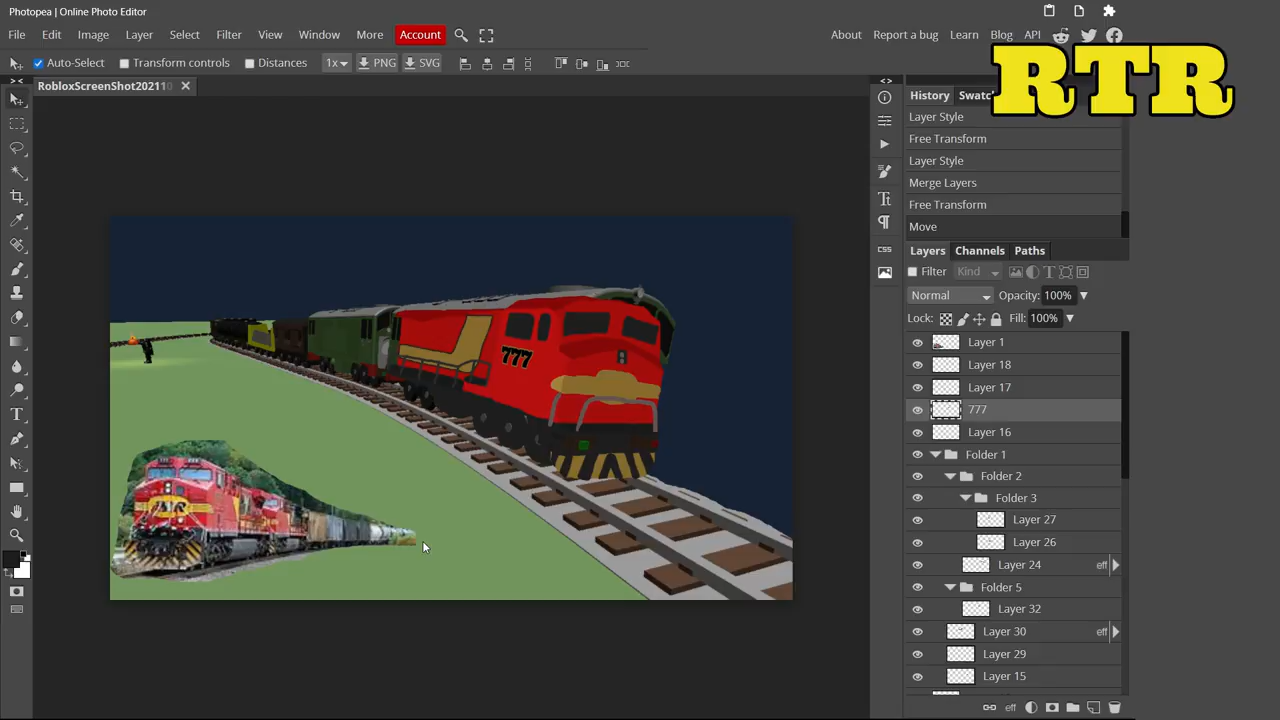 Photopea | Online Photo Editor
File Edit Image Layer Select Filter View Window More Account
About Report a bug Learn Blog API
RTR
Auto-Select Transform controls Distances 1x PNG SVG
RobloxScreenShot202110
History Swatc
Layer Style
Free Transform
Layer Style
Merge Layers
Free Transform
Move
Layers Channels Paths
Filter Kind
Normal Opacity: 100%
Lock: Fill: 100%
Layer 1
Layer 18
Layer 17
777
Layer 16
Folder 1
Folder 2
Folder 3
Layer 27
Layer 26
Layer 24 eff
Folder 5
Layer 32
Layer 30 eff
Layer 29
Layer 15
eff
CSS
777